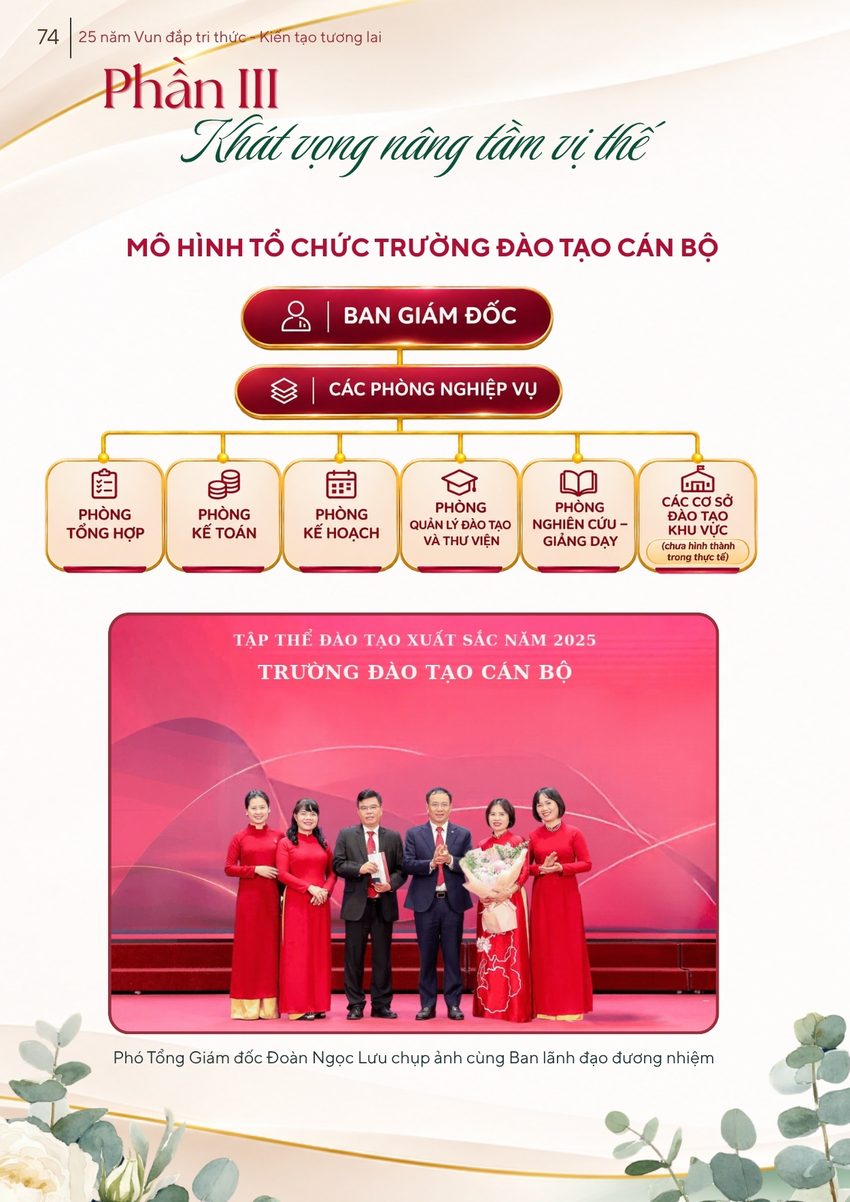 74
25 năm Vun đắp tri thức - Kiến tạo tương lai
Phần III
Khát vọng nâng tầm vị thế
MÔ HÌNH TỔ CHỨC TRƯỜNG ĐÀO TẠO CÁN BỘ
BAN GIÁM ĐỐC
CÁC PHÒNG NGHIỆP VỤ
PHÒNG
TỔNG HỢP
PHÒNG
KẾ TOÁN
PHÒNG
KẾ HOẠCH
PHÒNG
QUẢN LÝ ĐÀO TẠO
VÀ THƯ VIỆN
PHÒNG
NGHIÊN CỨU –
GIẢNG DẠY
CÁC CƠ SỞ
ĐÀO TẠO
KHU VỰC
(chưa hình thành
trong thực tế)
TẬP THỂ ĐÀO TẠO XUẤT SẮC NĂM 2025
TRƯỜNG ĐÀO TẠO CÁN BỘ
Phó Tổng Giám đốc Đoàn Ngọc Lưu chụp ảnh cùng Ban lãnh đạo đương nhiệm